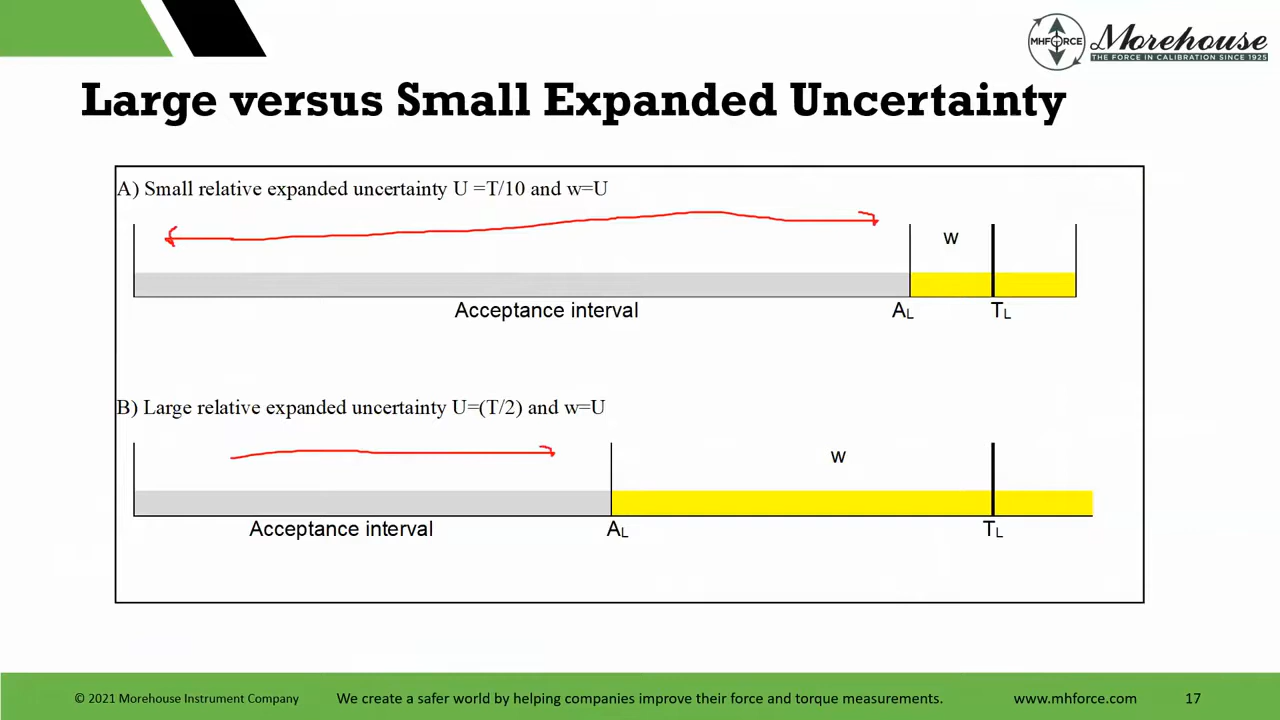 MHFORCE
Morehouse
THE FORCE IN CALIBRATION SINCE 1925
Large versus Small Expanded Uncertainty
A) Small relative expanded uncertainty U =T/10 and w=U
w
Acceptance interval
AL
TL
B) Large relative expanded uncertainty U=(T/2) and w=U
w
Acceptance interval
AL
TL
© 2021 Morehouse Instrument Company
We create a safer world by helping companies improve their force and torque measurements.
www.mhforce.com
17